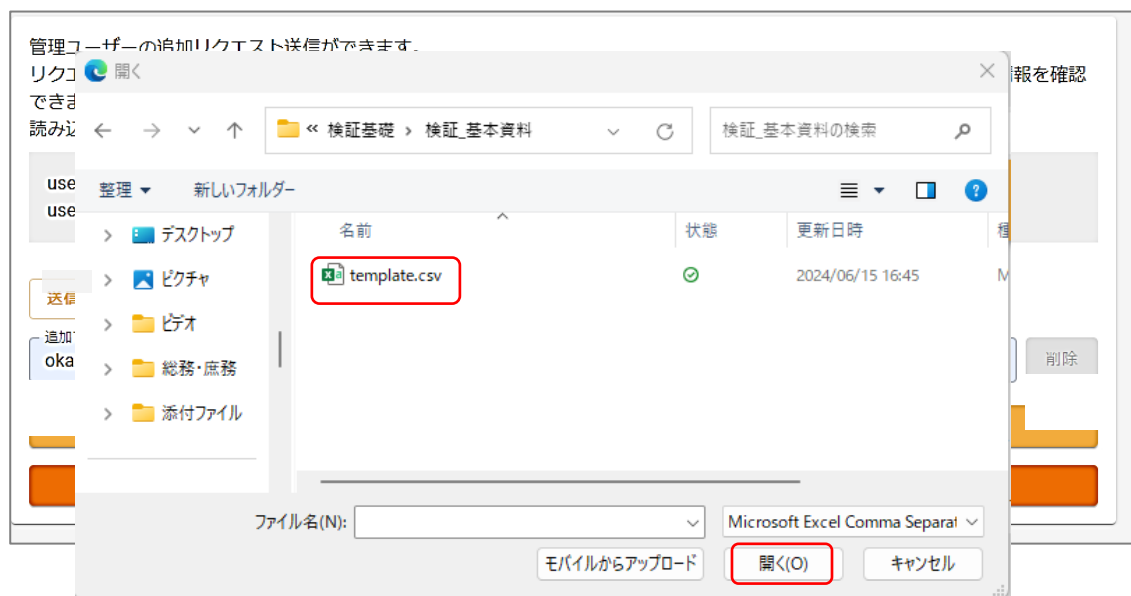 管理ユーザーの追加リクエスト送信ができます。
リクエ
報を確認
できま
読み込
開く
« 検証基礎 › 検証_基本資料
検証_基本資料の検索
use
use
整理
新しいフォルダー
名前
状態
更新日時
デスクトップ
ピクチャ
ビデオ
総務・庶務
添付ファイル
template.csv
2024/06/15 16:45
M
送信
追加
oka
削除
ファイル名(N):
Microsoft Excel Comma Separat
モバイルからアップロード
開く(O)
キャンセル